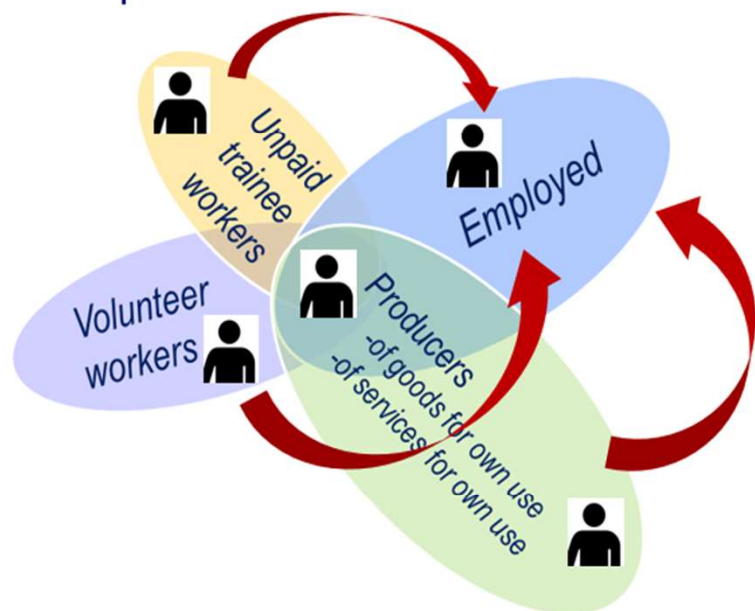 Unpaid
trainee
workers
Employed
Volunteer
workers
Producers
-of goods for own use
-of services for own use